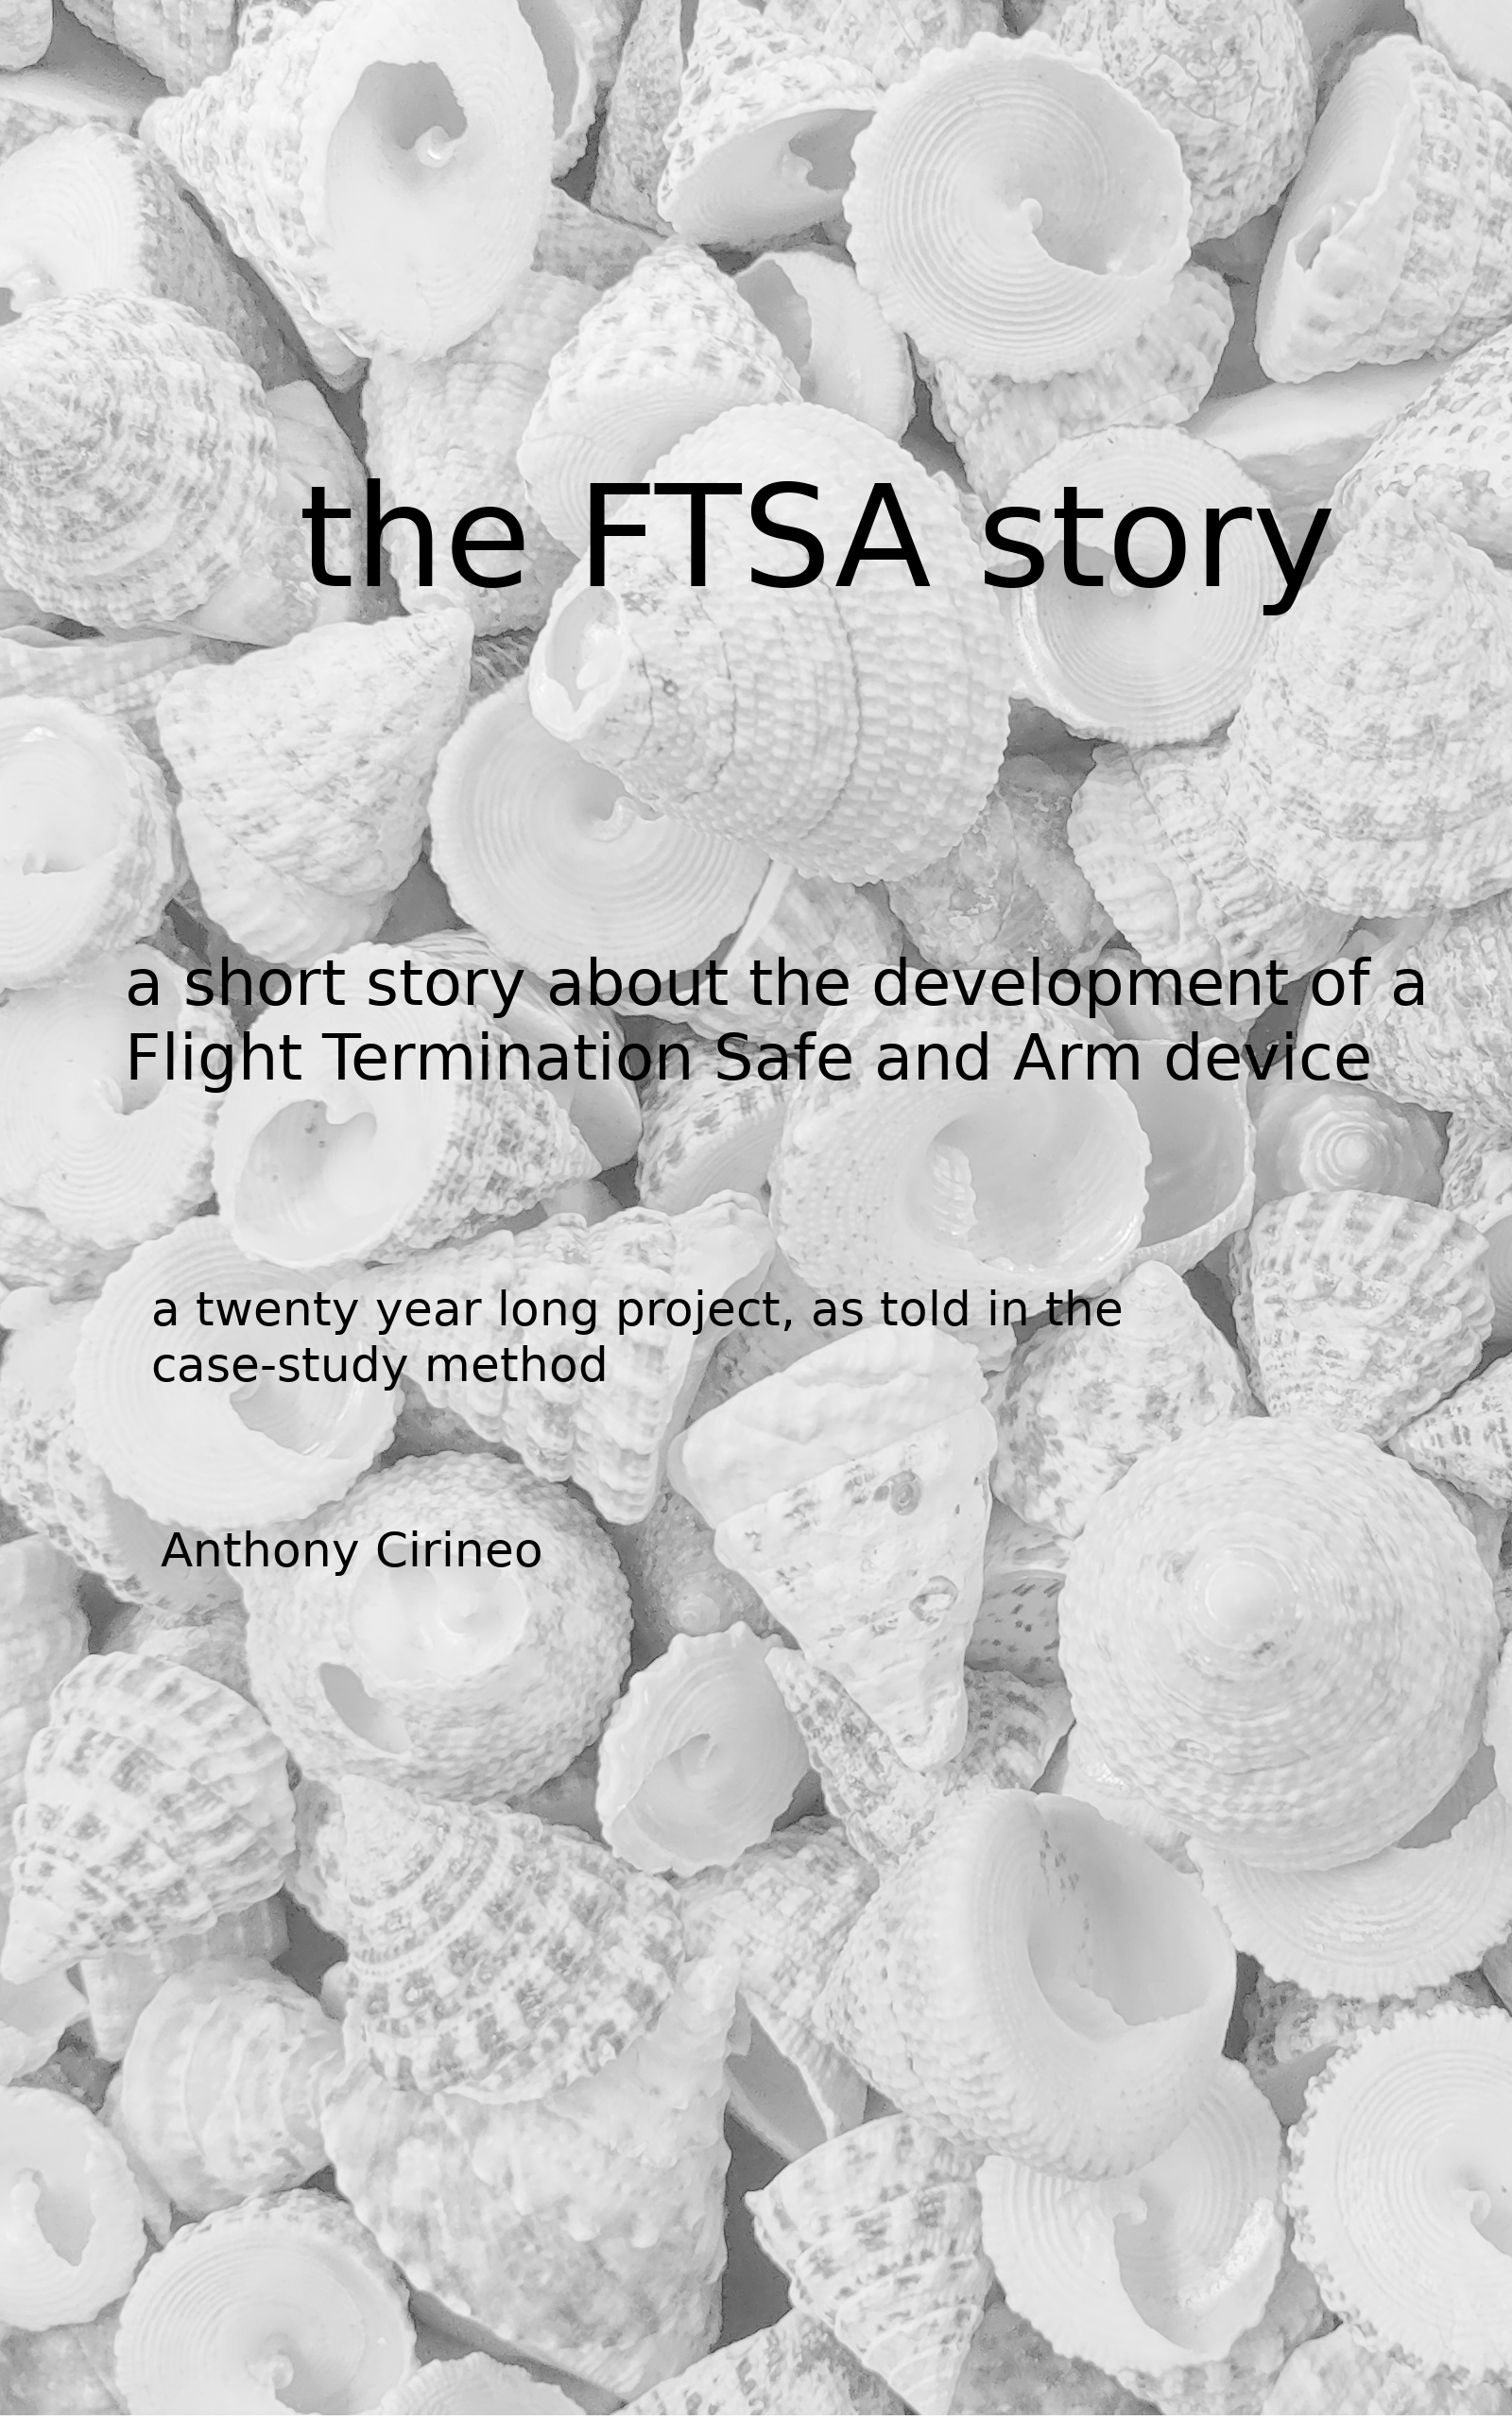 the FTSA story
a short story about the development of a
Flight Termination Safe and Arm device
a twenty year long project, as told in the
case-study method
Anthony Cirineo